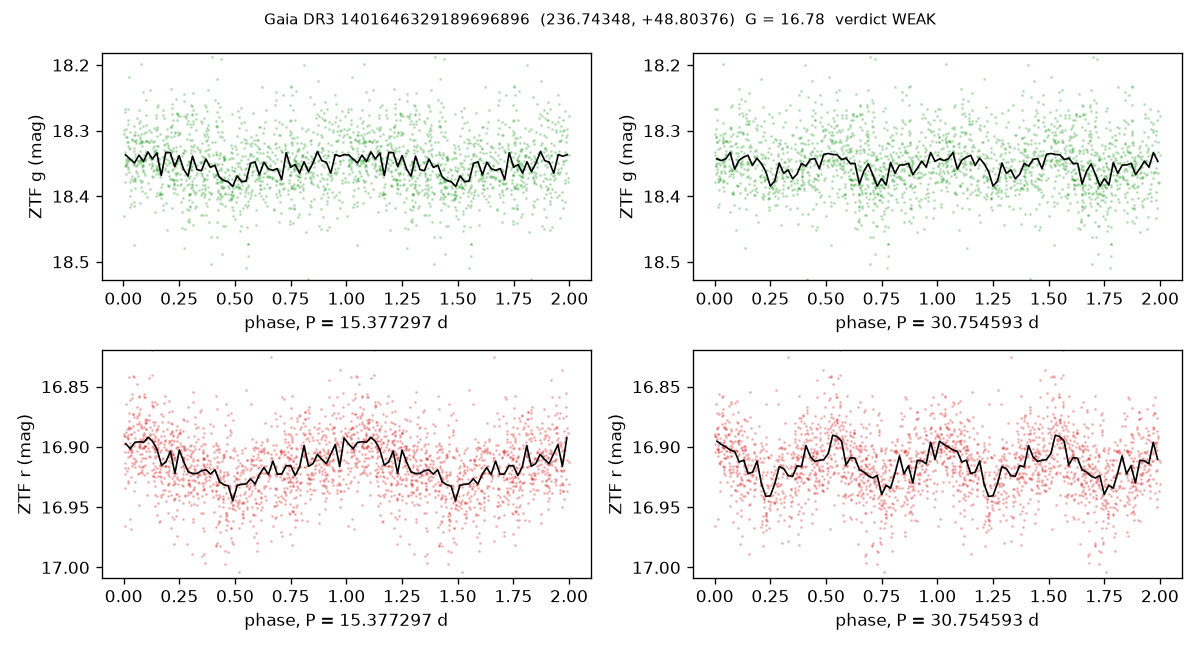 Gaia DR3 1401646329189696896  (236.74348, +48.80376)  G = 16.78  verdict WEAK
ZTF g (mag)
18.2
18.3
18.4
18.5
0.00 0.25 0.50 0.75 1.00 1.25 1.50 1.75 2.00
phase, P = 15.377297 d
ZTF g (mag)
18.2
18.3
18.4
18.5
0.00 0.25 0.50 0.75 1.00 1.25 1.50 1.75 2.00
phase, P = 30.754593 d
ZTF r (mag)
16.85
16.90
16.95
17.00
0.00 0.25 0.50 0.75 1.00 1.25 1.50 1.75 2.00
phase, P = 15.377297 d
ZTF r (mag)
16.85
16.90
16.95
17.00
0.00 0.25 0.50 0.75 1.00 1.25 1.50 1.75 2.00
phase, P = 30.754593 d